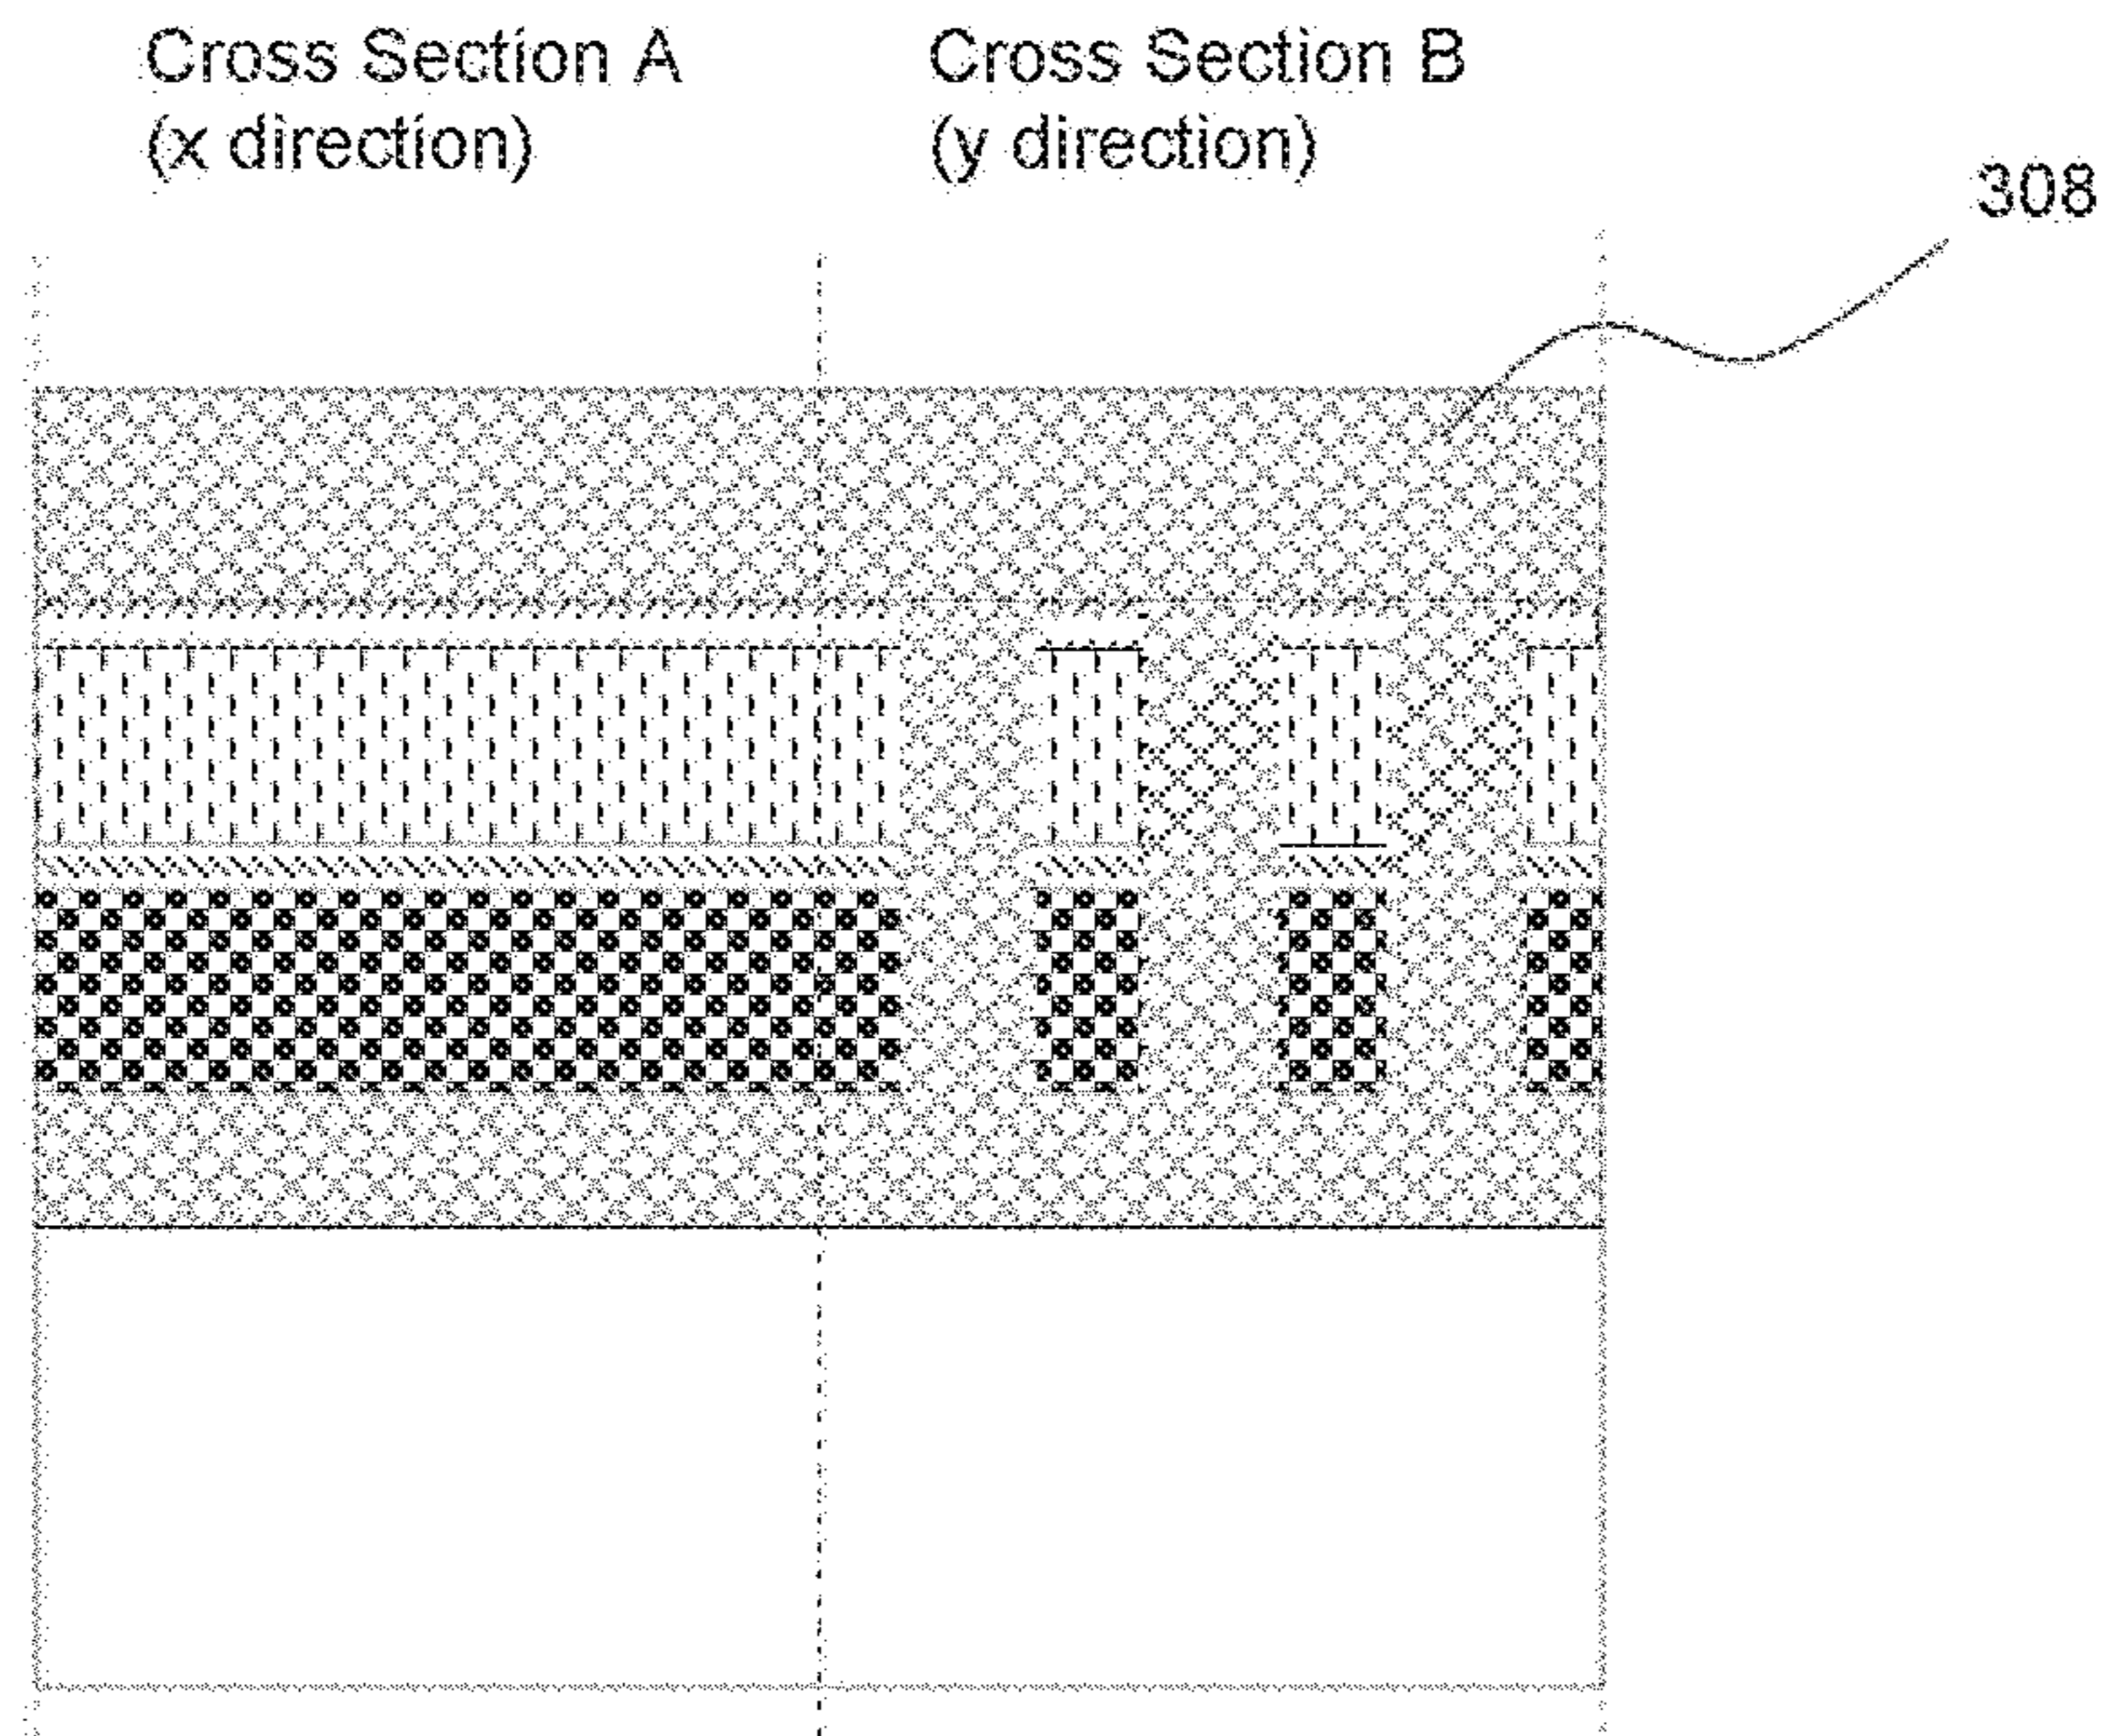 Cross Section A
(x direction)
Cross Section B
(y direction)
308